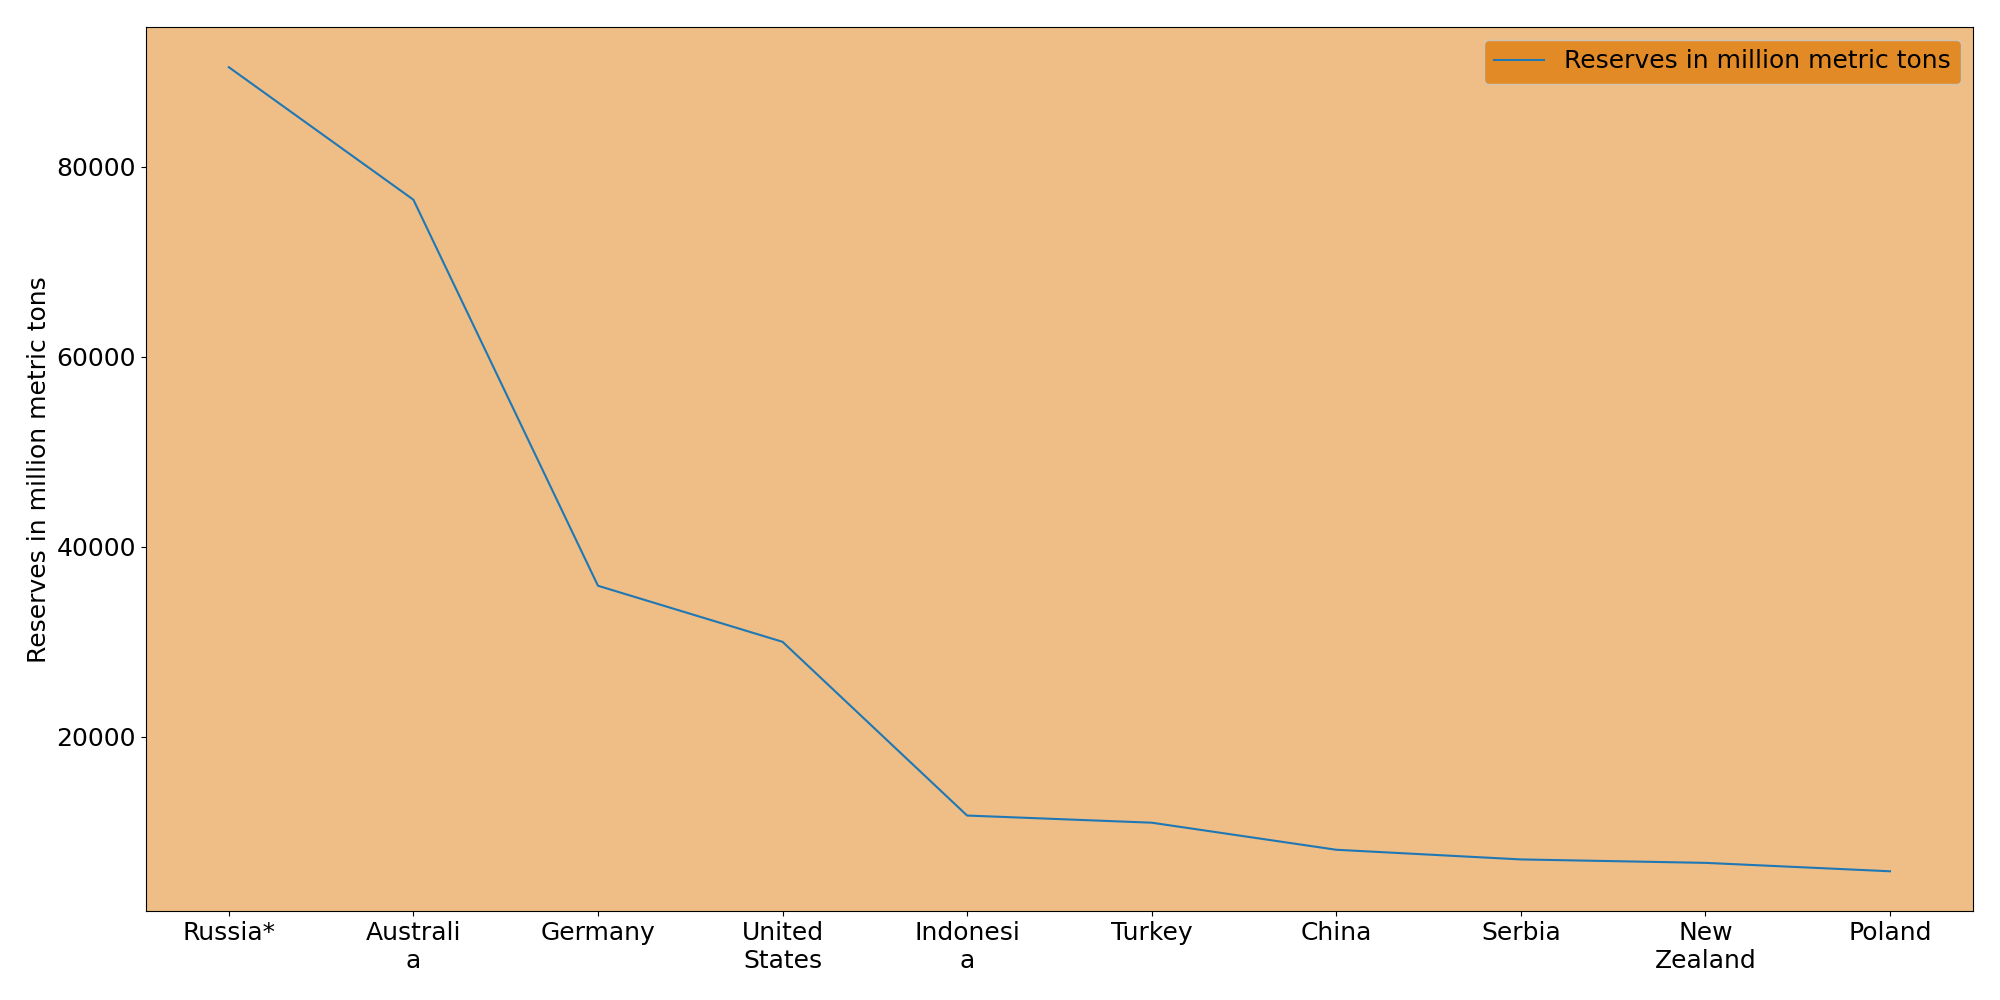 Reserves in million metric tons
Reserves in million metric tons
80000
60000
40000
20000
Russia*
Australi
a
Germany
United
States
Indonesi
a
Turkey
China
Serbia
New
Zealand
Poland